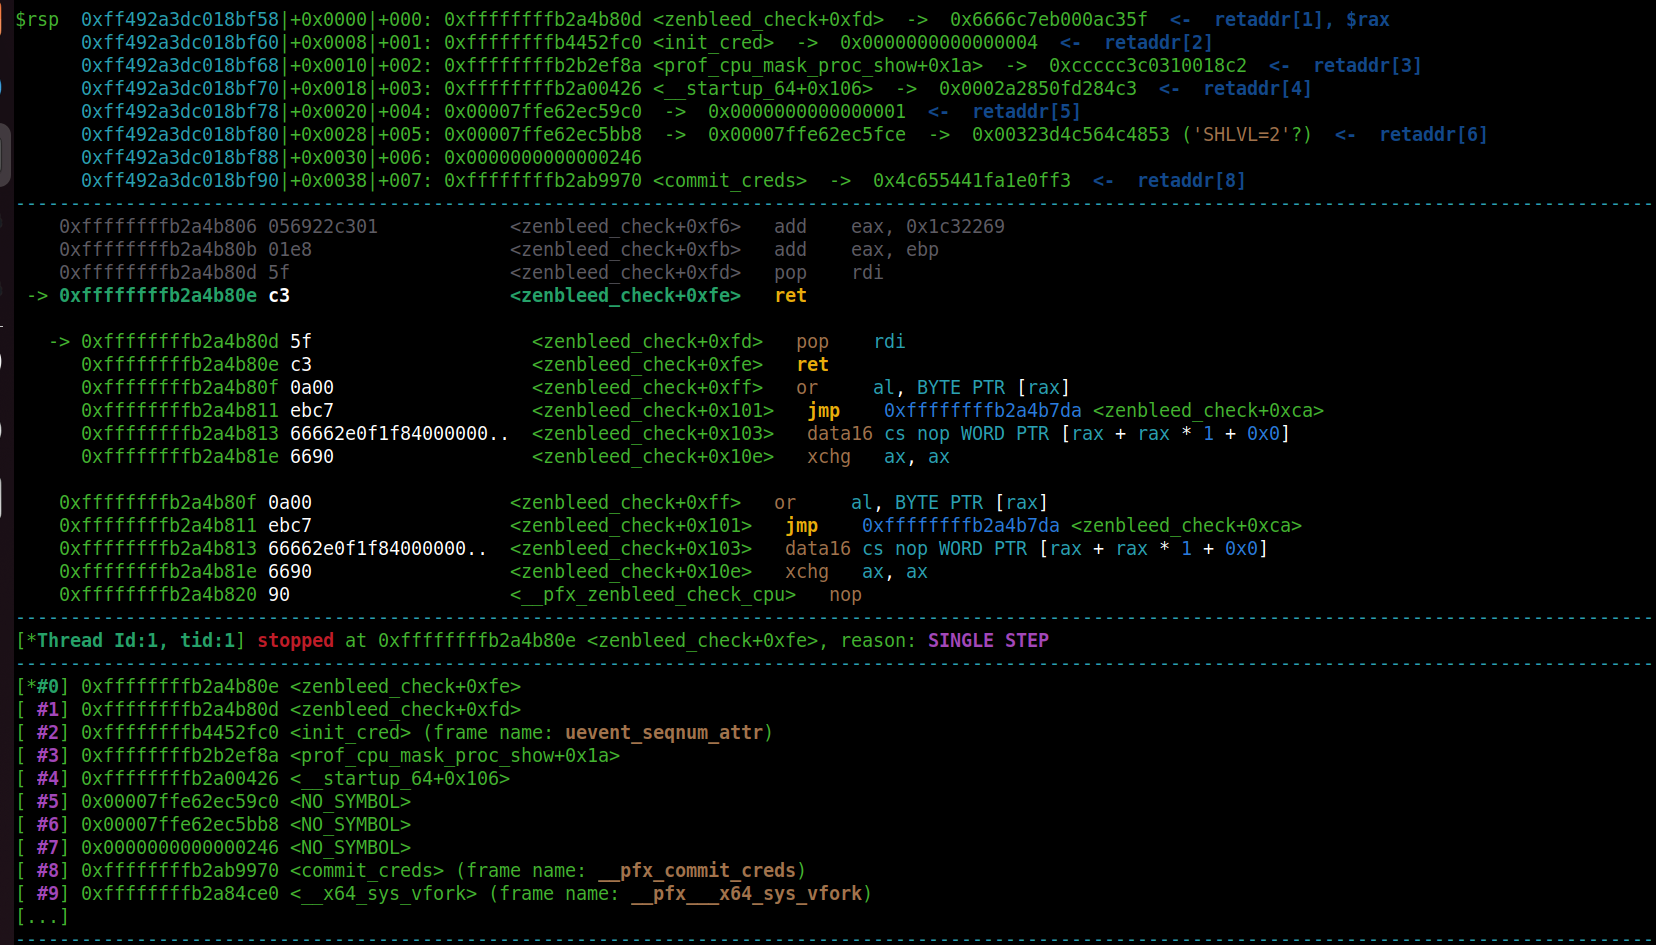 $rsp  0xff492a3dc018bf58|+0x0000|+000: 0xffffffffb2a4b80d <zenbleed_check+0xfd>  ->  0x6666c7eb000ac35f  <-  retaddr[1], $rax
0xff492a3dc018bf60|+0x0008|+001: 0xffffffffb4452fc0 <init_cred>  ->  0x0000000000000004  <-  retaddr[2]
0xff492a3dc018bf68|+0x0010|+002: 0xffffffffb2b2ef8a <prof_cpu_mask_proc_show+0x1a>  ->  0xccccc3c0310018c2  <-  retaddr[3]
0xff492a3dc018bf70|+0x0018|+003: 0xffffffffb2a00426 <__startup_64+0x106>  ->  0x0002a2850fd284c3  <-  retaddr[4]
0xff492a3dc018bf78|+0x0020|+004: 0x00007ffe62ec59c0  ->  0x0000000000000001  <-  retaddr[5]
0xff492a3dc018bf80|+0x0028|+005: 0x00007ffe62ec5bb8  ->  0x00007ffe62ec5fce  ->  0x00323d4c564c4853 ('SHLVL=2'?)  <-  retaddr[6]
0xff492a3dc018bf88|+0x0030|+006: 0x0000000000000246
0xff492a3dc018bf90|+0x0038|+007: 0xffffffffb2ab9970 <commit_creds>  ->  0x4c655441fa1e0ff3  <-  retaddr[8]
0xffffffffb2a4b806 056922c301            <zenbleed_check+0xf6>   add    eax, 0x1c32269
0xffffffffb2a4b80b 01e8                  <zenbleed_check+0xfb>   add    eax, ebp
0xffffffffb2a4b80d 5f                    <zenbleed_check+0xfd>   pop    rdi
-> 0xffffffffb2a4b80e c3                    <zenbleed_check+0xfe>   ret
-> 0xffffffffb2a4b80d 5f                    <zenbleed_check+0xfd>   pop    rdi
0xffffffffb2a4b80e c3                    <zenbleed_check+0xfe>   ret
0xffffffffb2a4b80f 0a00                  <zenbleed_check+0xff>   or     al, BYTE PTR [rax]
0xffffffffb2a4b811 ebc7                  <zenbleed_check+0x101>   jmp    0xffffffffb2a4b7da <zenbleed_check+0xca>
0xffffffffb2a4b813 66662e0f1f84000000..  <zenbleed_check+0x103>   data16 cs nop WORD PTR [rax + rax * 1 + 0x0]
0xffffffffb2a4b81e 6690                  <zenbleed_check+0x10e>   xchg   ax, ax
0xffffffffb2a4b80f 0a00                  <zenbleed_check+0xff>   or     al, BYTE PTR [rax]
0xffffffffb2a4b811 ebc7                  <zenbleed_check+0x101>   jmp    0xffffffffb2a4b7da <zenbleed_check+0xca>
0xffffffffb2a4b813 66662e0f1f84000000..  <zenbleed_check+0x103>   data16 cs nop WORD PTR [rax + rax * 1 + 0x0]
0xffffffffb2a4b81e 6690                  <zenbleed_check+0x10e>   xchg   ax, ax
0xffffffffb2a4b820 90                    <__pfx_zenbleed_check_cpu>   nop
[*Thread Id:1, tid:1] stopped at 0xffffffffb2a4b80e <zenbleed_check+0xfe>, reason: SINGLE STEP
[*#0] 0xffffffffb2a4b80e <zenbleed_check+0xfe>
[ #1] 0xffffffffb2a4b80d <zenbleed_check+0xfd>
[ #2] 0xffffffffb4452fc0 <init_cred> (frame name: uevent_seqnum_attr)
[ #3] 0xffffffffb2b2ef8a <prof_cpu_mask_proc_show+0x1a>
[ #4] 0xffffffffb2a00426 <__startup_64+0x106>
[ #5] 0x00007ffe62ec59c0 <NO_SYMBOL>
[ #6] 0x00007ffe62ec5bb8 <NO_SYMBOL>
[ #7] 0x0000000000000246 <NO_SYMBOL>
[ #8] 0xffffffffb2ab9970 <commit_creds> (frame name: __pfx_commit_creds)
[ #9] 0xffffffffb2a84ce0 <__x64_sys_vfork> (frame name: __pfx___x64_sys_vfork)
[...]